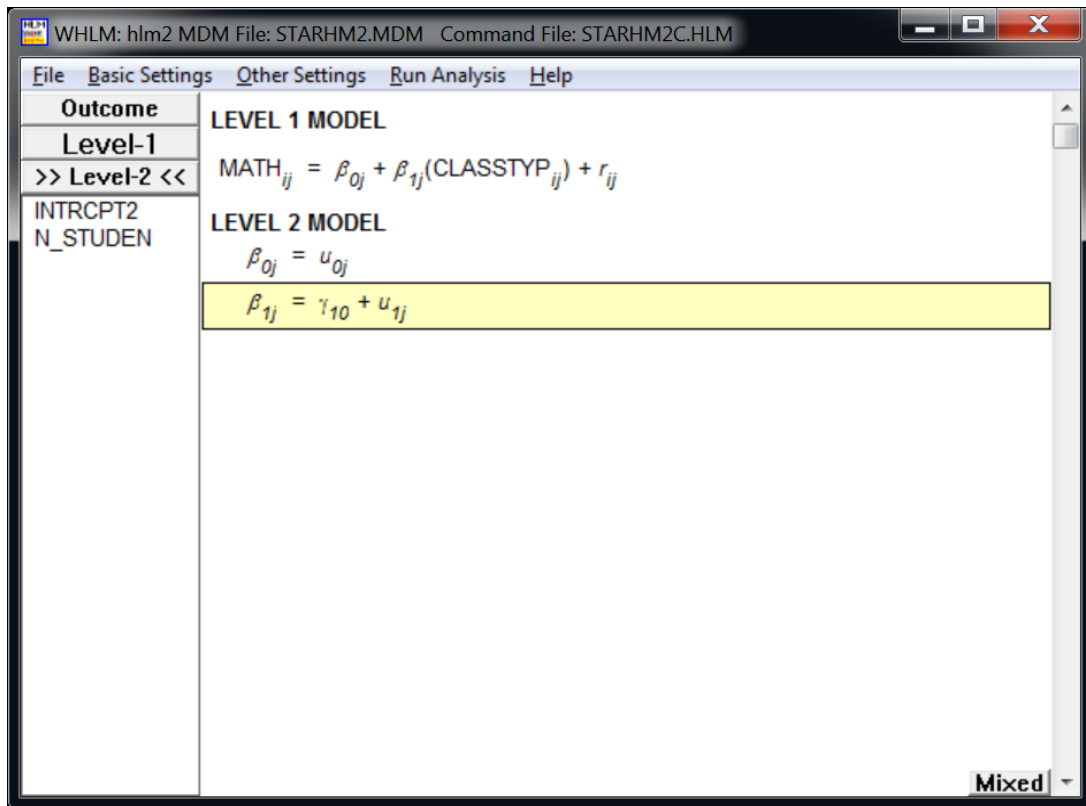 WHLM: hlm2 MDM File: STARHM2.MDM Command File: STARHM2C.HLM
File Basic Settings Other Settings Run Analysis Help
Outcome
Level-1
>> Level-2 <<
INTRCPT2
N_STUDEN
LEVEL 1 MODEL
MATHij = β0j + β1j(CLASSTYPij) + rij
LEVEL 2 MODEL
β0j = u0j
β1j = γ10 + u1j
Mixed